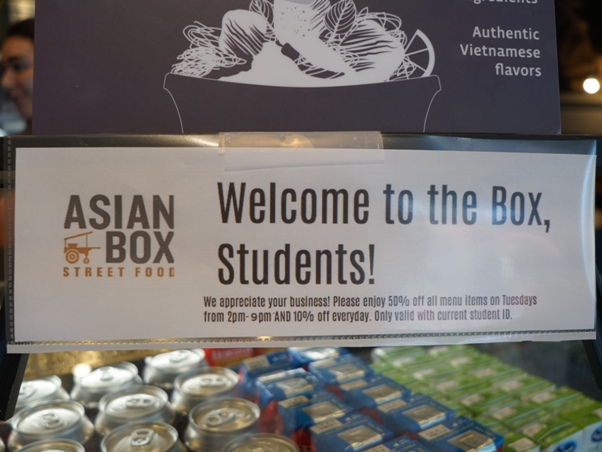 Authentic
Vietnamese
flavors
ASIAN
BOX
STREET FOOD
Welcome to the Box,
Students!
We appreciate your business! Please enjoy 50% off all menu items on Tuesdays
from 2pm-9pm AND 10% off everyday. Only valid with current student ID.